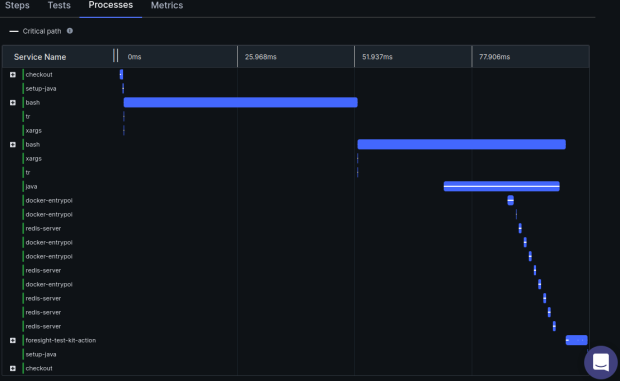 Steps Tests Processes Metrics
Critical path
Service Name 0ms 25.968ms 51.937ms 77.906ms
checkout
setup-java
bash
tr
xargs
bash
xargs
tr
java
docker-entrypoi
docker-entrypoi
redis-server
docker-entrypoi
docker-entrypoi
redis-server
docker-entrypoi
redis-server
redis-server
redis-server
foresight-test-kit-action
setup-java
checkout